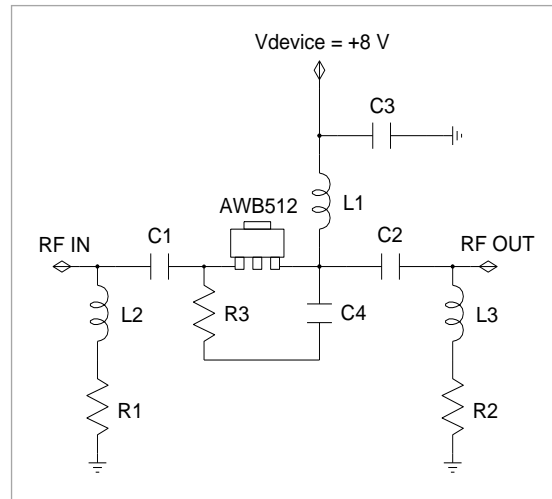 Vdevice = +8 V
C3
L1
AWB512
RF IN
C1
C2
RF OUT
L2
R3
C4
L3
R1
R2